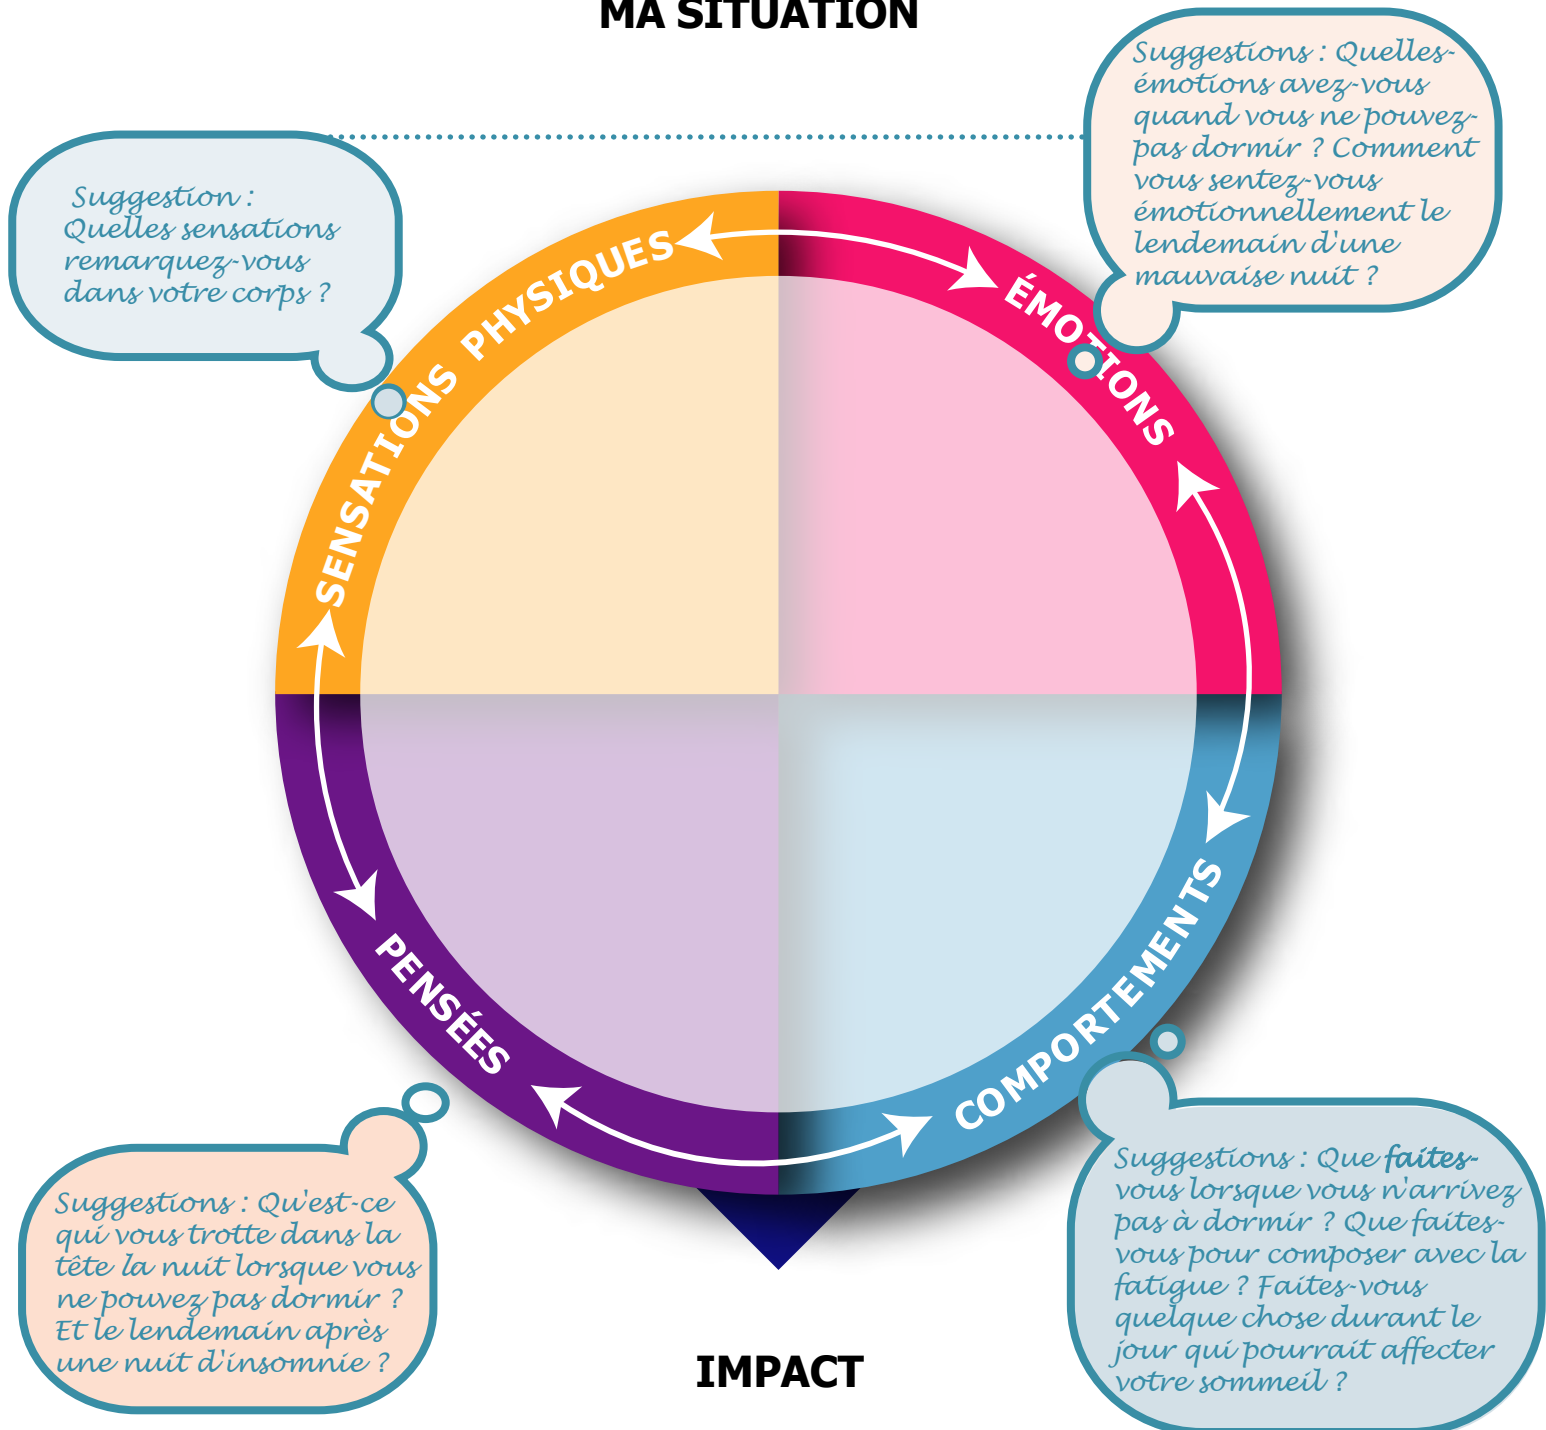 MA SITUATION
Suggestions : Quelles-
émotions avez-vous
quand vous ne pouvez-
pas dormir ? Comment
vous sentez-vous
émotionnellement le
lendemain d'une
mauvaise nuit ?
Suggestion :
Quelles sensations
remarquez-vous
dans votre corps ?
SENSATIONS PHYSIQUES
ÉMOTIONS
PENSÉES
COMPORTEMENTS
Suggestions : Qu'est-ce
qui vous trotte dans la
tête la nuit lorsque vous
ne pouvez pas dormir ?
Et le lendemain après
une nuit d'insomnie ?
Suggestions : Que faites-
vous lorsque vous n'arrivez
pas à dormir ? Que faites-
vous pour composer avec la
fatigue ? Faites-vous
quelque chose durant le
jour qui pourrait affecter
votre sommeil ?
IMPACT